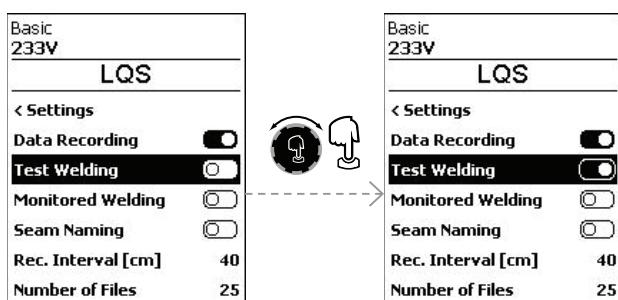 Basic
233V
LQS
< Settings
Data Recording
Test Welding
Monitored Welding
Seam Naming
Rec. Interval [cm] 40
Number of Files 25
Basic
233V
LQS
< Settings
Data Recording
Test Welding
Monitored Welding
Seam Naming
Rec. Interval [cm] 40
Number of Files 25